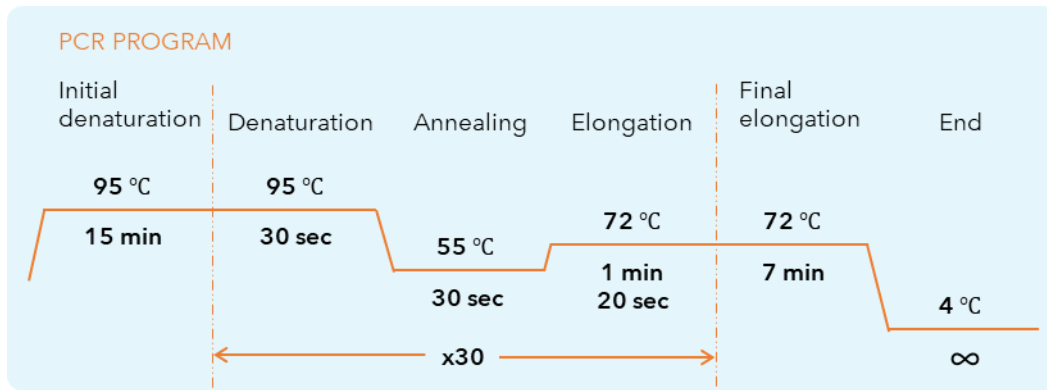 PCR PROGRAM
Initial
denaturation
Denaturation
Annealing
Elongation
Final
elongation
End
95 °C
15 min
95 °C
30 sec
55 °C
30 sec
72 °C
1 min
20 sec
72 °C
7 min
4 °C
∞
x30